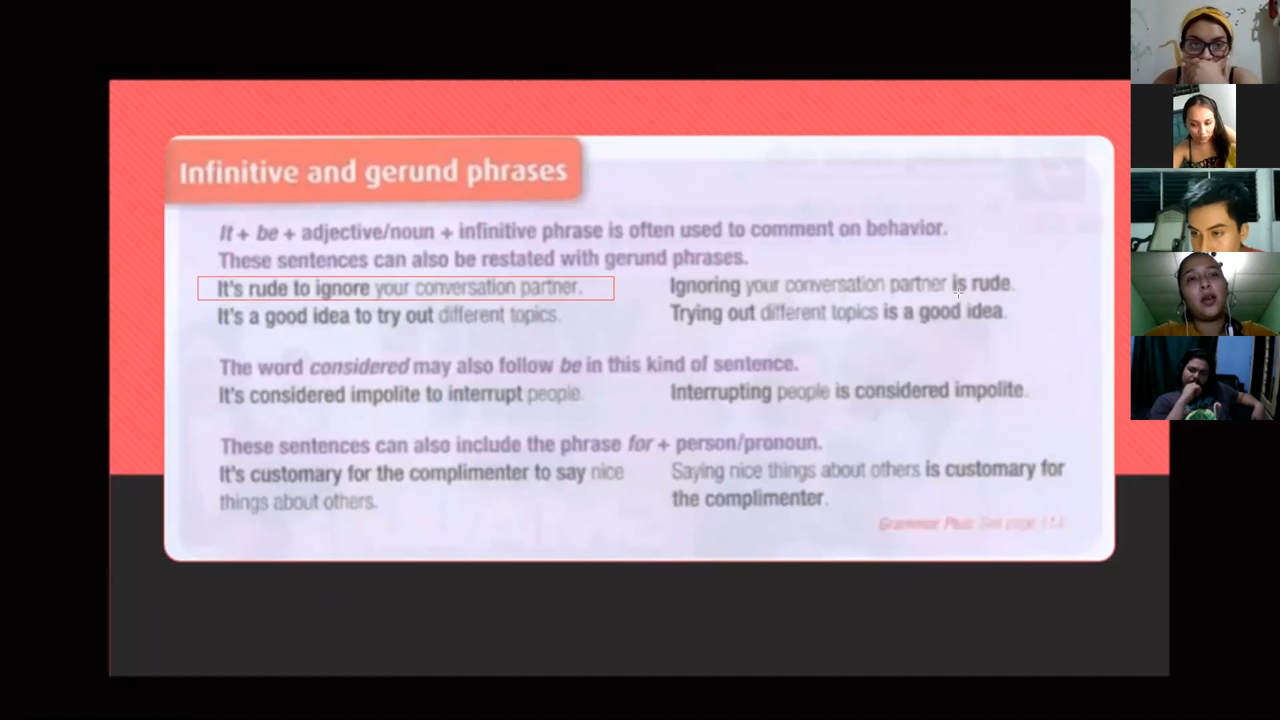 Infinitive and gerund phrases
It + be + adjective/noun + infinitive phrase is often used to comment on behavior.
These sentences can also be restated with gerund phrases.
It's rude to ignore your conversation partner. Ignoring your conversation partner is rude.
It's a good idea to try out different topics. Trying out different topics is a good idea.
The word considered may also follow be in this kind of sentence.
It's considered impolite to interrupt people. Interrupting people is considered impolite.
These sentences can also include the phrase for + person/pronoun.
It's customary for the complimenter to say nice Saying nice things about others is customary for
things about others. the complimenter.
Grammar Plus: See page